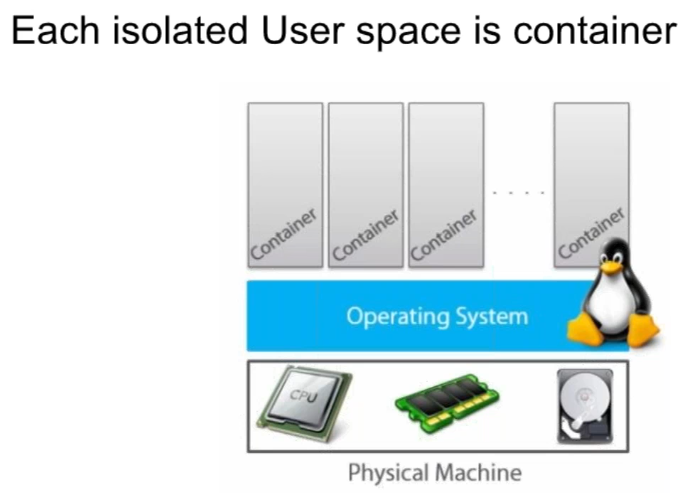 Each isolated User space is container
Container
Container
Container
. . . .
Container
Operating System
CPU
Physical Machine